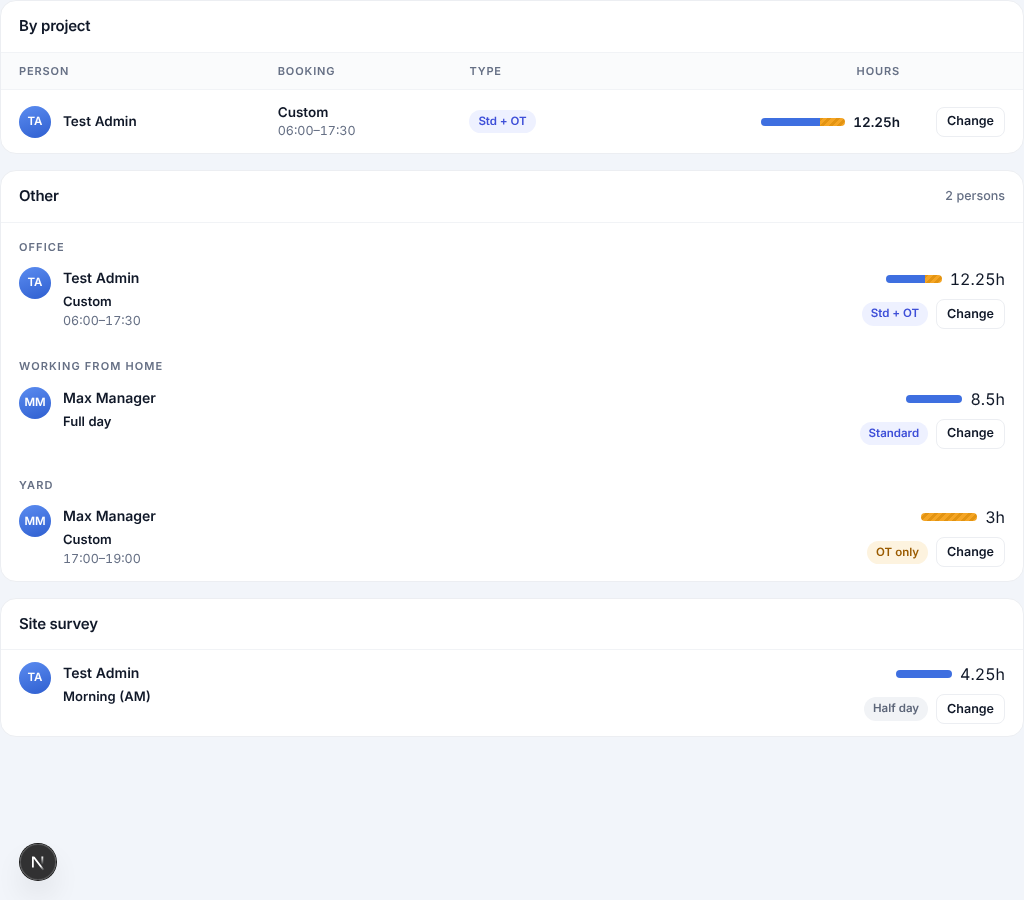 By project
PERSON BOOKING TYPE HOURS
TA Test Admin Custom 06:00–17:30 Std + OT 12.25h Change
Other 2 persons
OFFICE
TA Test Admin 12.25h
Custom Std + OT Change
06:00–17:30
WORKING FROM HOME
MM Max Manager 8.5h
Full day Standard Change
YARD
MM Max Manager 3h
Custom OT only Change
17:00–19:00
Site survey
TA Test Admin 4.25h
Morning (AM) Half day Change
N